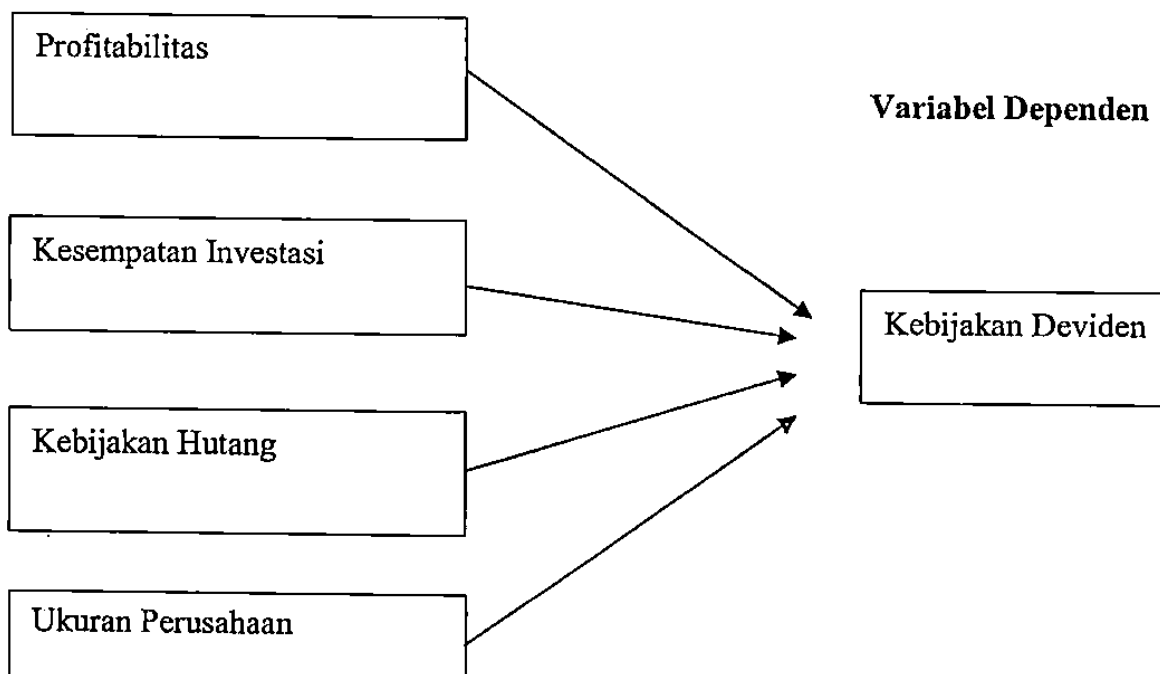 Profitabilitas
Variabel Dependen
Kesempatan Investasi
Kebijakan Deviden
Kebijakan Hutang
Ukuran Perusahaan